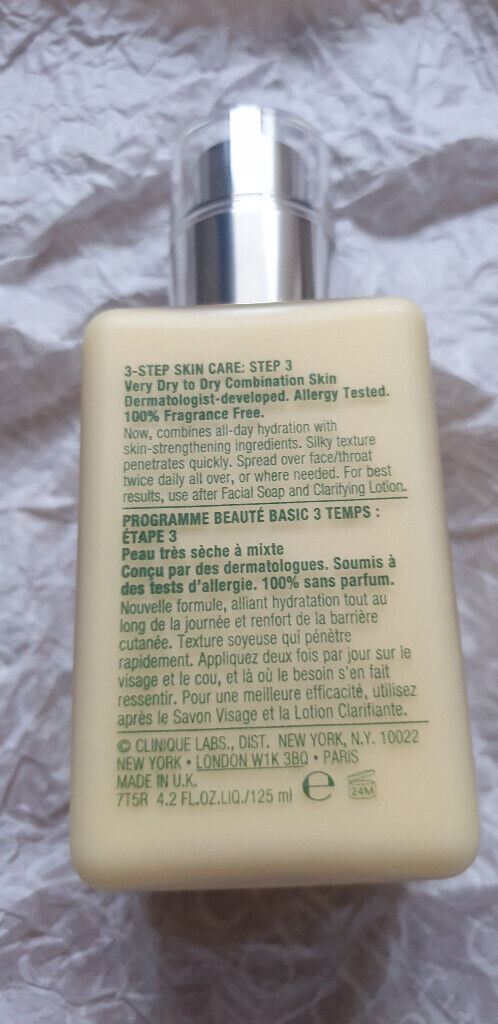 3-STEP SKIN CARE: STEP 3
Very Dry to Dry Combination Skin
Dermatologist-developed. Allergy Tested.
100% Fragrance Free.
Now, combines all-day hydration with
skin-strengthening ingredients. Silky texture
penetrates quickly. Spread over face/throat
twice daily all over, or where needed. For best
results, use after Facial Soap and Clarifying Lotion.
PROGRAMME BEAUTÉ BASIC 3 TEMPS :
ÉTAPE 3
Peau très sèche à mixte
Conçu par des dermatologues. Soumis à
des tests d'allergie. 100% sans parfum.
Nouvelle formule, alliant hydratation tout au
long de la journée et renfort de la barrière
cutanée. Texture soyeuse qui pénètre
rapidement. Appliquez deux fois par jour sur le
visage et le cou, et là où le besoin s'en fait
ressentir. Pour une meilleure efficacité, utilisez
après le Savon Visage et la Lotion Clarifiante.
© CLINIQUE LABS., DIST. NEW YORK, N.Y. 10022
NEW YORK • LONDON W1K 3BQ • PARIS
MADE IN U.K.
7T5R 4.2 FL.OZ.LIQ./125 ml ℮ 24M